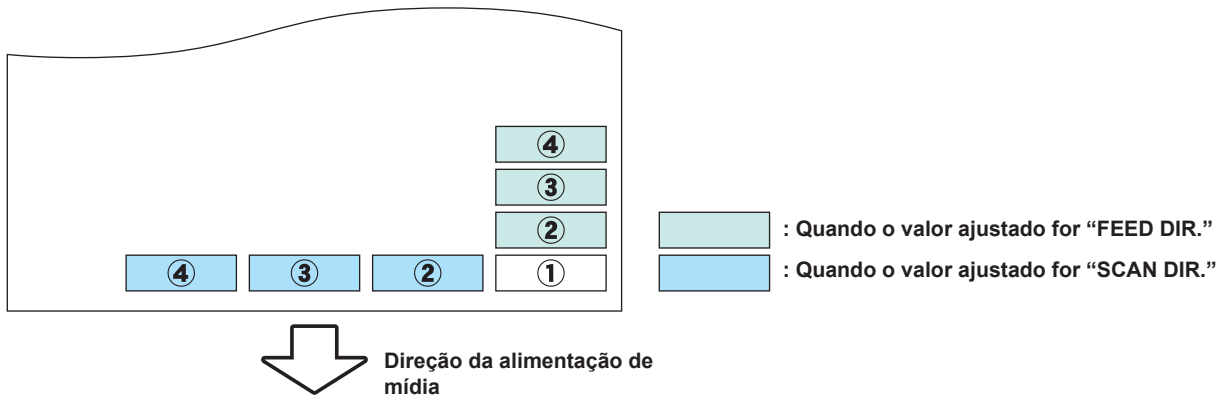 ④
③
②
④ ③ ② ①
: Quando o valor ajustado for “FEED DIR.”
: Quando o valor ajustado for “SCAN DIR.”
Direção da alimentação de
mídia